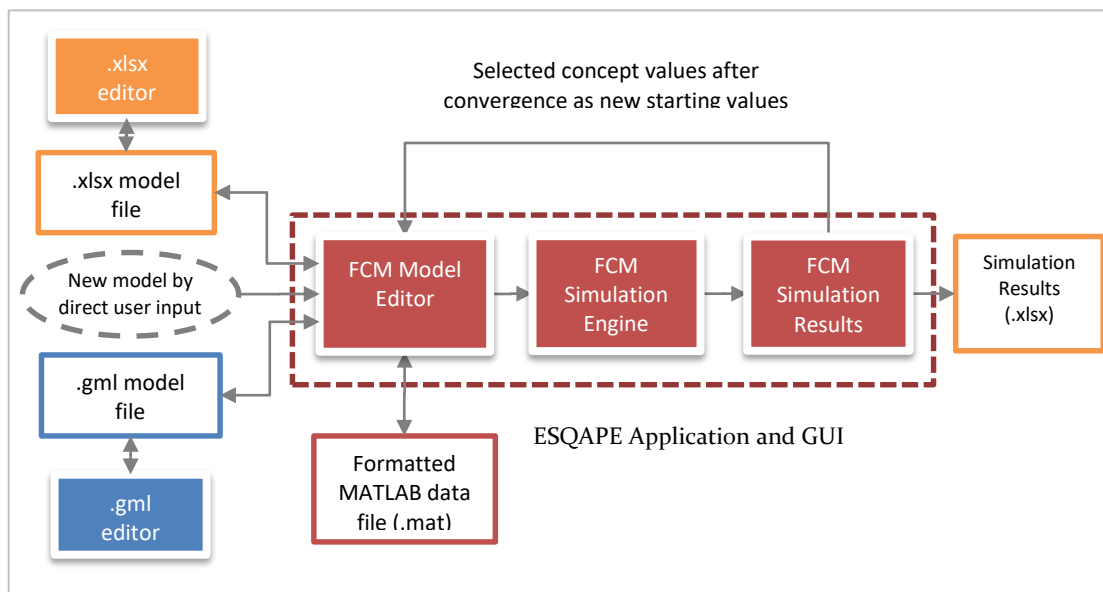 .xlsx
editor
Selected concept values after
convergence as new starting values
.xlsx model
file
New model by
direct user input
.gml model
file
.gml
editor
FCM Model
Editor
FCM
Simulation
Engine
FCM
Simulation
Results
Simulation
Results
(.xlsx)
ESQAPE Application and GUI
Formatted
MATLAB data
file (.mat)